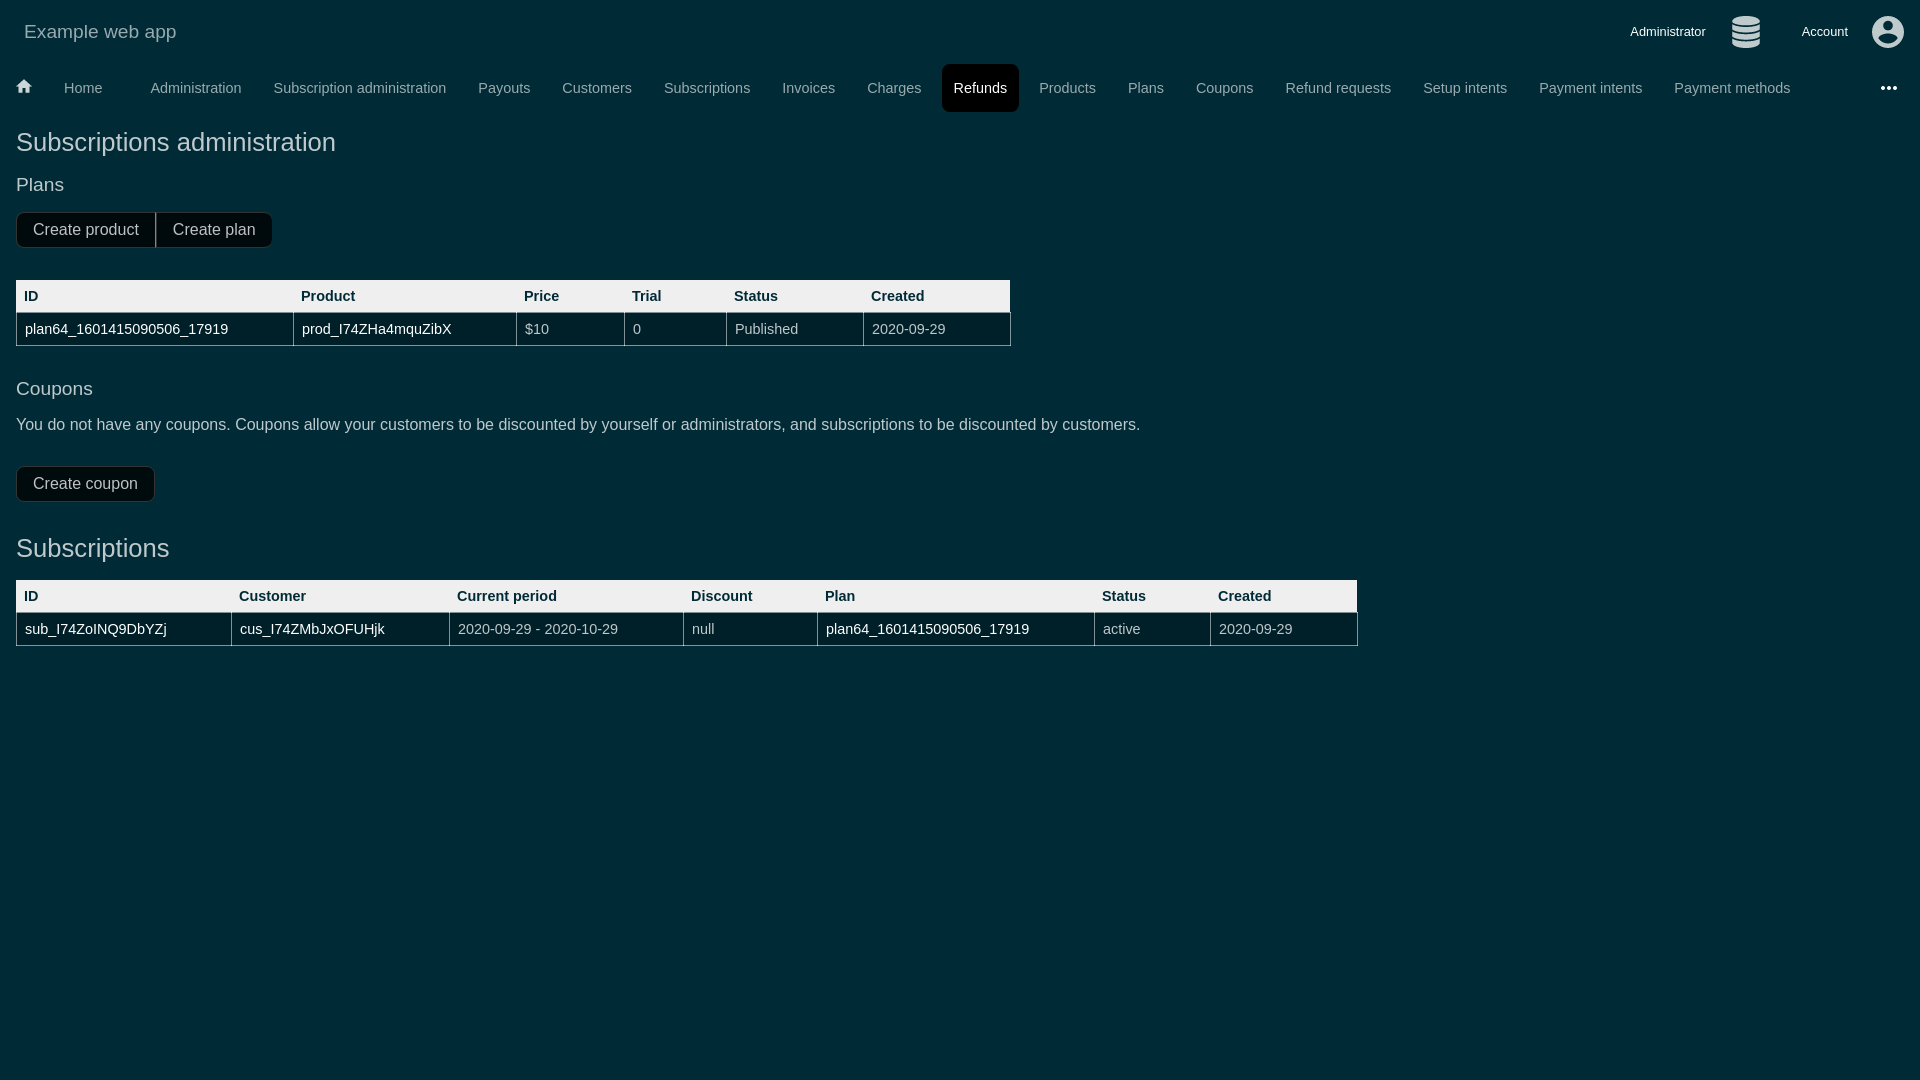 Example web app Administrator Account
Home Administration Subscription administration Payouts Customers Subscriptions Invoices Charges Refunds Products Plans Coupons Refund requests Setup intents Payment intents Payment methods
Subscriptions administration
Plans
Create product Create plan
ID Product Price Trial Status Created
plan64_1601415090506_17919 prod_I74ZHa4mquZibX $10 0 Published 2020-09-29
Coupons
You do not have any coupons. Coupons allow your customers to be discounted by yourself or administrators, and subscriptions to be discounted by customers.
Create coupon
Subscriptions
ID Customer Current period Discount Plan Status Created
sub_I74ZoINQ9DbYZj cus_I74ZMbJxOFUHjk 2020-09-29 - 2020-10-29 null plan64_1601415090506_17919 active 2020-09-29